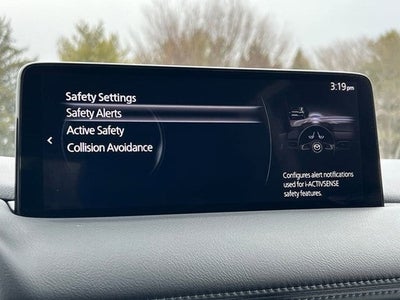 3:19pm
Safety Settings
Safety Alerts
Active Safety
Collision Avoidance
Configures alert notifications
used for i-ACTIVSENSE
safety features.